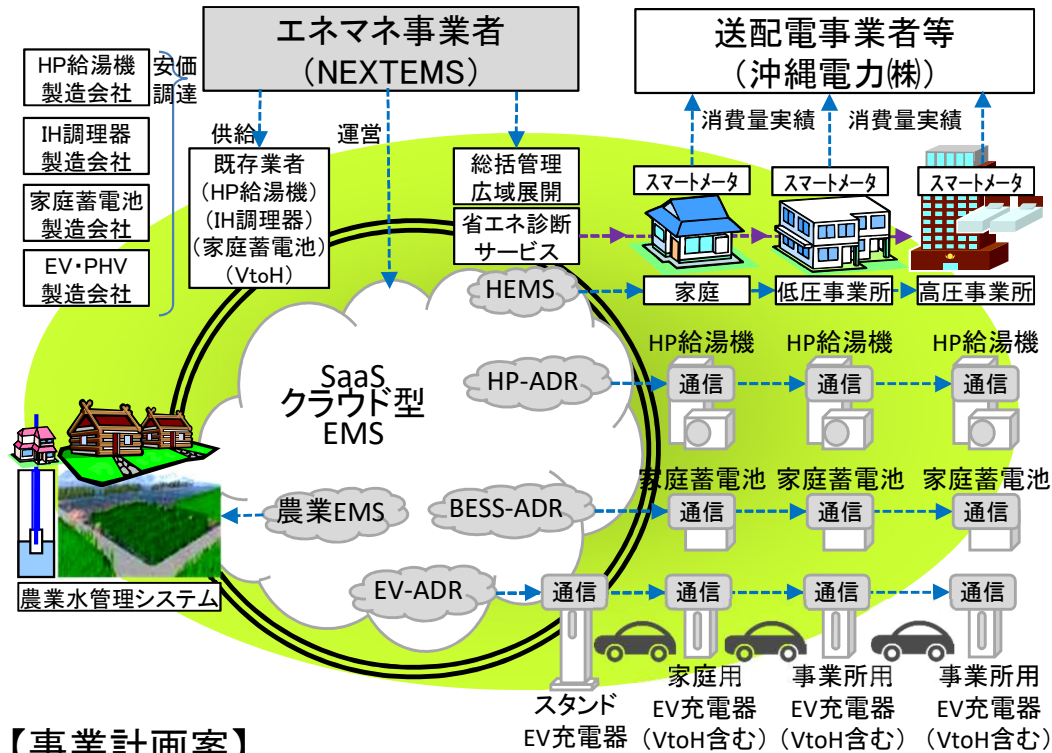 エネマネ事業者
（NEXTEMS）
送配電事業者等
（沖縄電力㈱）
HP給湯機
製造会社
安価
調達
IH調理器
製造会社
家庭蓄電池
製造会社
EV・PHV
製造会社
供給
運営
消費量実績
消費量実績
既存業者
（HP給湯機）
（IH調理器）
（家庭蓄電池）
（VtoH）
総括管理
広域展開
省エネ診断
サービス
スマートメータ
スマートメータ
スマートメータ
HEMS
家庭
低圧事業所
高圧事業所
SaaS
クラウド型
EMS
HP-ADR
HP給湯機
HP給湯機
HP給湯機
通信
通信
通信
農業EMS
BESS-ADR
家庭蓄電池
家庭蓄電池
家庭蓄電池
通信
通信
通信
農業水管理システム
EV-ADR
通信
通信
通信
通信
スタンド
EV充電器
家庭用
EV充電器
（VtoH含む）
事業所用
EV充電器
（VtoH含む）
事業所用
EV充電器
（VtoH含む）
【事業計画案】